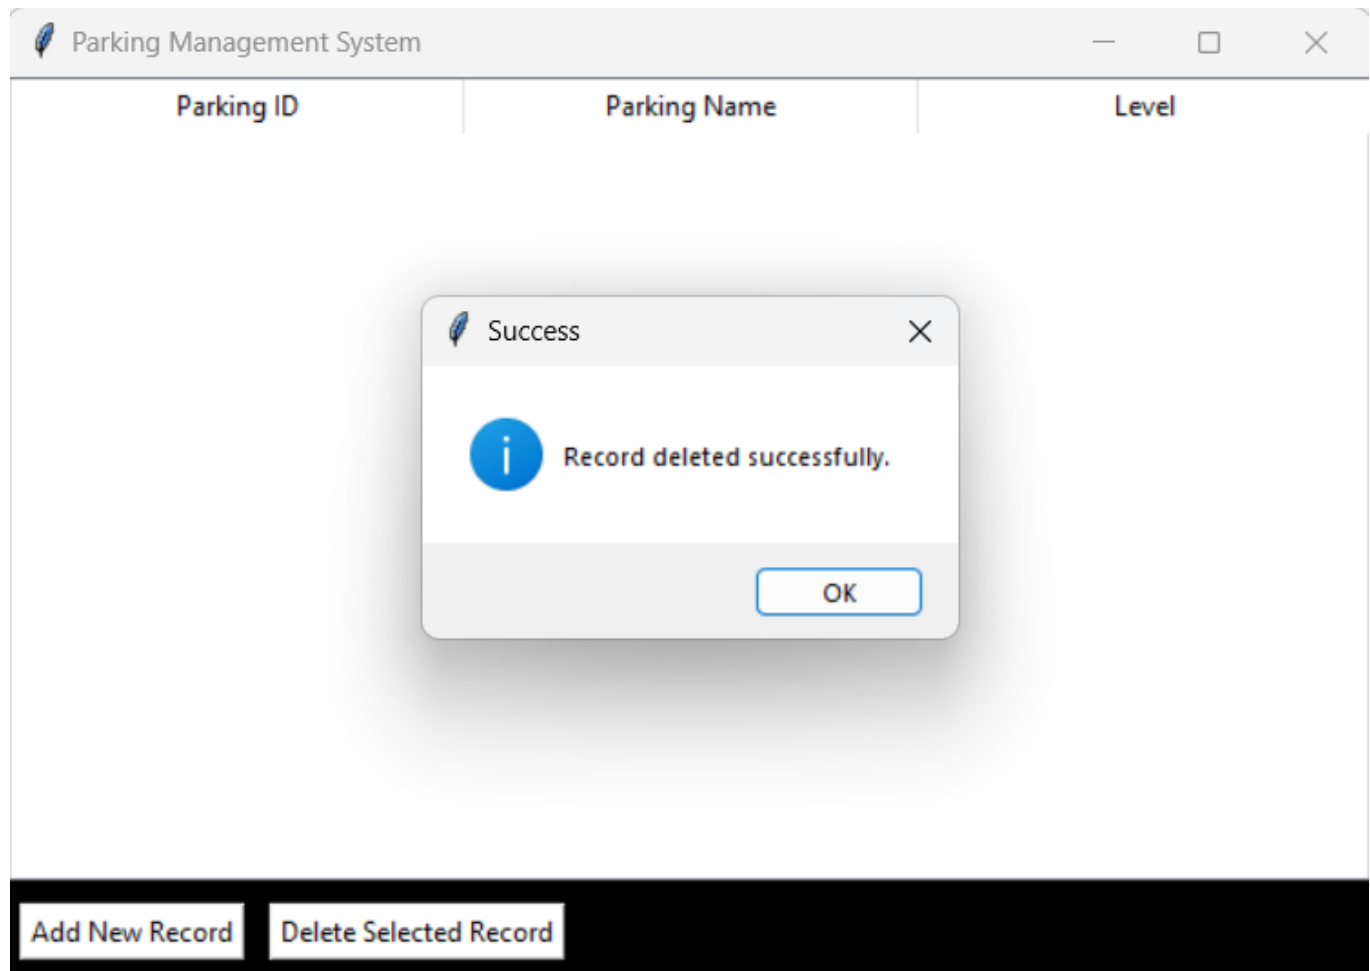 Parking Management System
Parking ID Parking Name Level
Success
Record deleted successfully.
OK
Add New Record Delete Selected Record